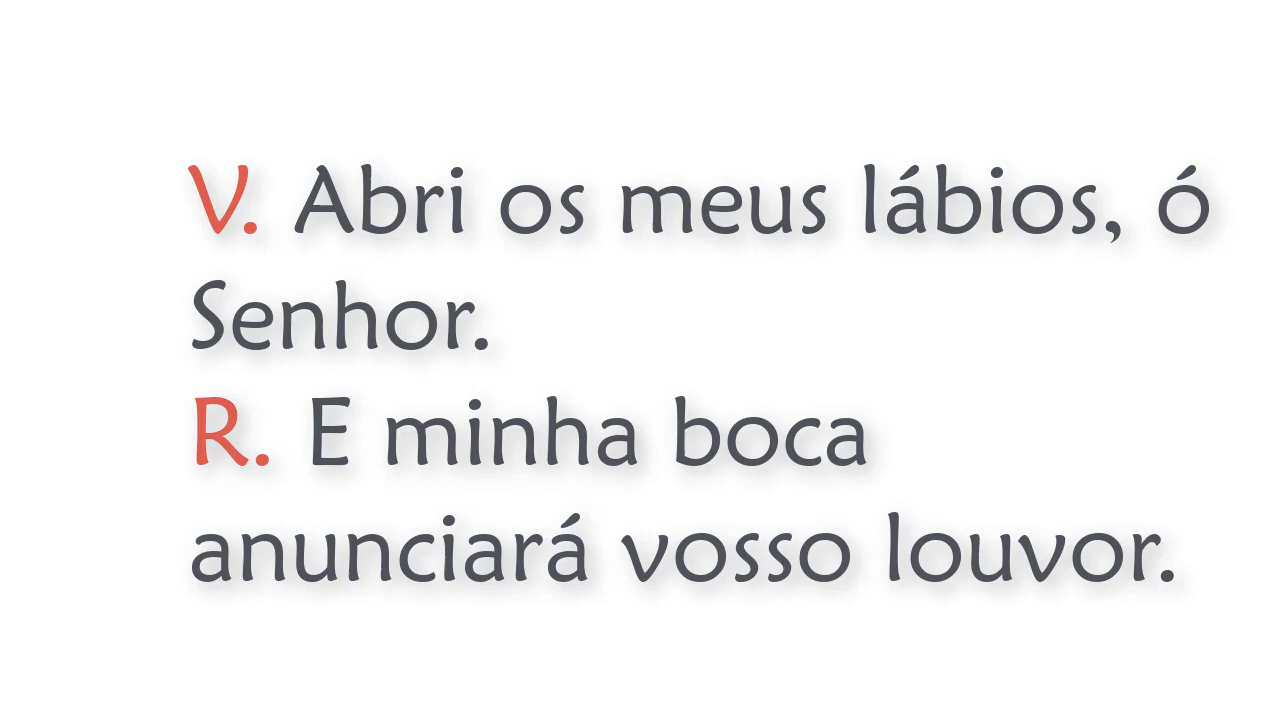 V. Abri os meus lábios, ó
Senhor.
R. E minha boca
anunciará vosso louvor.